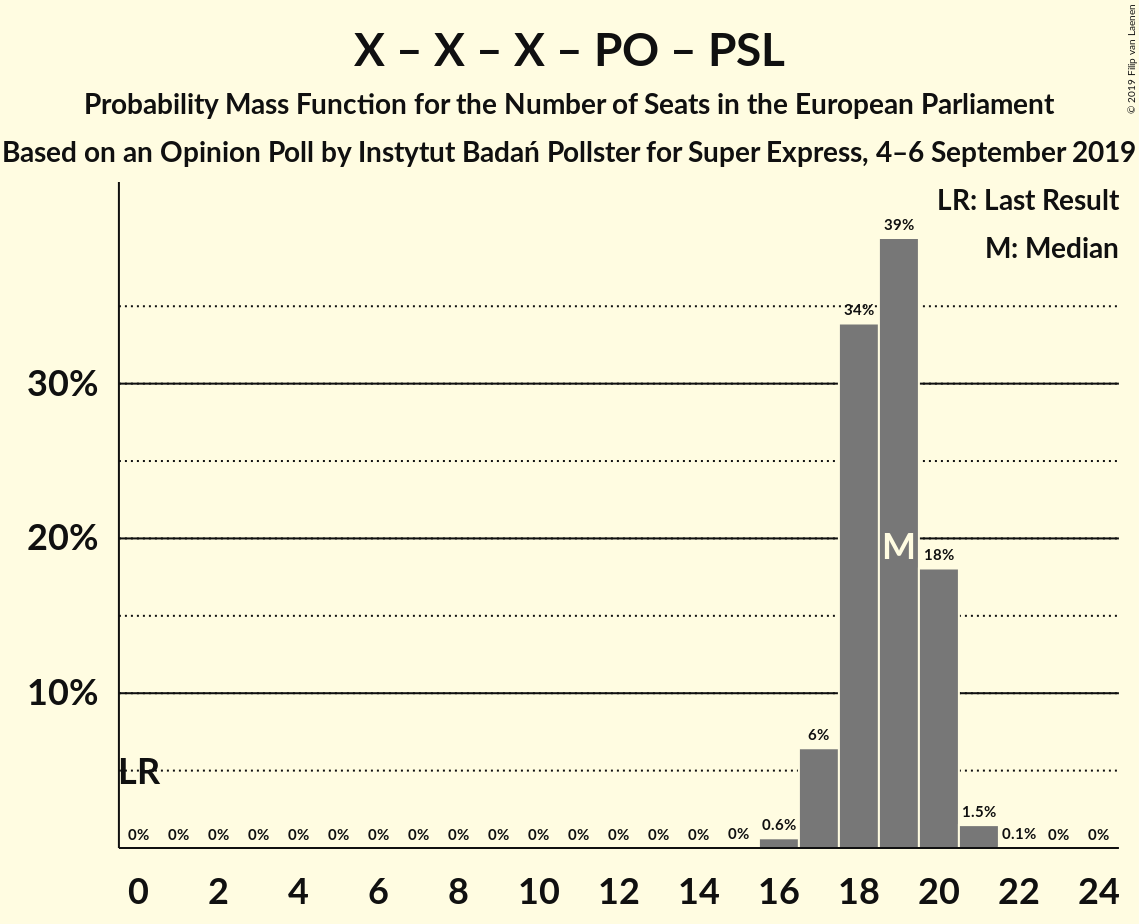 X – X – X – PO – PSL
Probability Mass Function for the Number of Seats in the European Parliament
Based on an Opinion Poll by Instytut Badań Pollster for Super Express, 4–6 September 2019
© 2019 Filip van Laenen
LR: Last Result
M: Median
39%
34%
30%
20%
M
18%
10%
6%
LR
1.5%
0% 0% 0% 0% 0% 0% 0% 0% 0% 0% 0% 0% 0% 0% 0% 0% 0.6% 0.1% 0% 0%
0 2 4 6 8 10 12 14 16 18 20 22 24